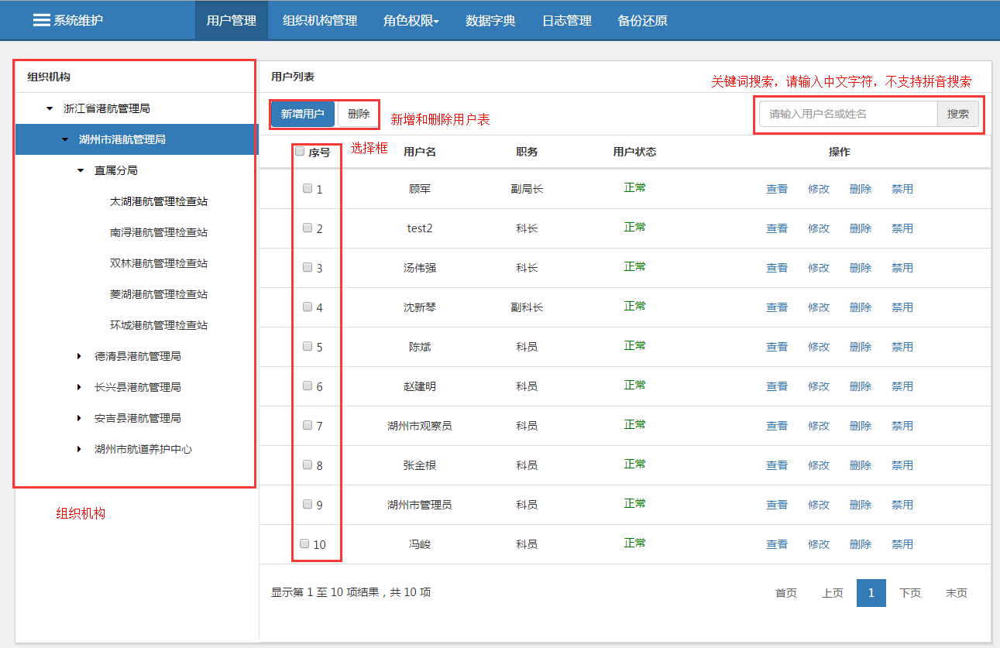 系统维护 用户管理 组织机构管理 角色权限 数据字典 日志管理 备份还原
组织机构
浙江省港航管理局
湖州市港航管理局
直属分局
太湖港航管理检查站
南浔港航管理检查站
双林港航管理检查站
菱湖港航管理检查站
环城港航管理检查站
德清县港航管理局
长兴县港航管理局
安吉县港航管理局
湖州市航道养护中心
组织机构
用户列表
关键词搜索，请输入中文字符，不支持拼音搜索
新增用户 删除 新增和删除用户表 请输入用户名或姓名 搜索
选择框
序号 用户名 职务 用户状态 操作
1 顾军 副局长 正常 查看 修改 删除 禁用
2 test2 科长 正常 查看 修改 删除 禁用
3 汤伟强 科长 正常 查看 修改 删除 禁用
4 沈新琴 副科长 正常 查看 修改 删除 禁用
5 陈斌 科员 正常 查看 修改 删除 禁用
6 赵建明 科员 正常 查看 修改 删除 禁用
7 湖州市观察员 科员 正常 查看 修改 删除 禁用
8 张金根 科员 正常 查看 修改 删除 禁用
9 湖州市管理员 科员 正常 查看 修改 删除 禁用
10 冯峻 科员 正常 查看 修改 删除 禁用
显示第 1 至 10 项结果，共 10 项 首页 上页 1 下页 末页